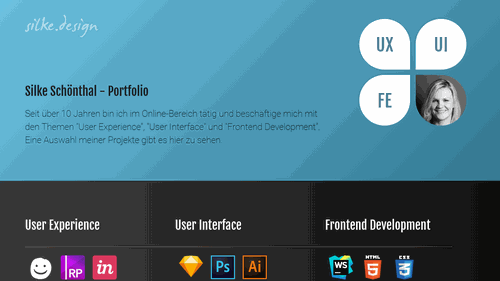 silke.design
UX
UI
FE
Silke Schönthal - Portfolio
Seit über 10 Jahren bin ich im Online-Bereich tätig und beschäftige mich mit
den Themen "User Experience", "User Interface" und "Frontend Development".
Eine Auswahl meiner Projekte gibt es hier zu sehen.
User Experience
User Interface
Frontend Development
RP
in
Ps
Ai
WS
HTML
5
CSS
3